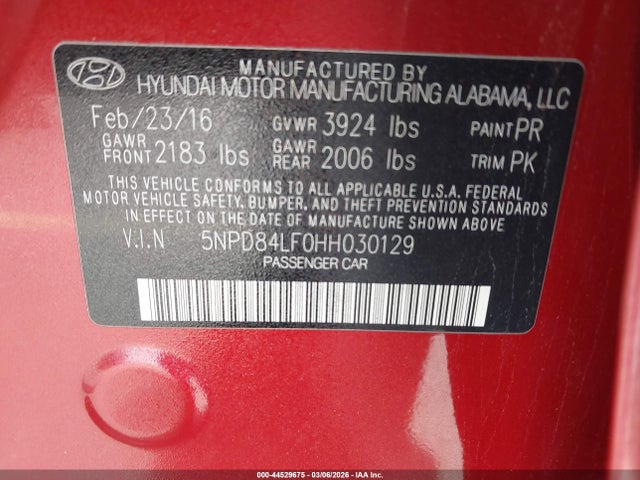 MANUFACTURED BY
HYUNDAI MOTOR MANUFACTURING ALABAMA, LLC
Feb/23/16 GVWR 3924 lbs PAINT PR
GAWR FRONT 2183 lbs GAWR REAR 2006 lbs TRIM PK
THIS VEHICLE CONFORMS TO ALL APPLICABLE U.S.A. FEDERAL
MOTOR VEHICLE SAFETY, BUMPER, AND THEFT PREVENTION STANDARDS
IN EFFECT ON THE DATE OF MANUFACTURE SHOWN ABOVE.
V.I.N 5NPD84LF0HH030129
PASSENGER CAR
000-44529675 | 03/06/2026 | IAA Inc.